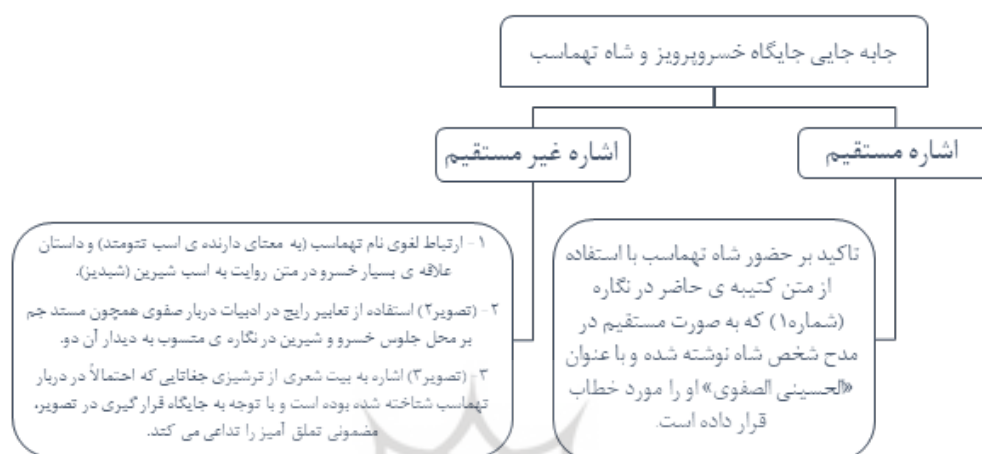 جابه جایی جایگاه خسروپرویز و شاه تهماسب
اشاره مستقیم
تاکید بر حضور شاه تهماسب با استفاده
از متن کتیبه ی حاضر در نگاره
(شماره۱) که به صورت مستقیم در
مدح شخص شاه نوشته شده و با عنوان
«الحسینی الصفوی» او را مورد خطاب
قرار داده است.
اشاره غیر مستقیم
۱- ارتباط لغوی نام تهماسب (به معنای دارنده ی اسب تنومند) و داستان
علاقه ی بسیار خسرو در متن روایت به اسب شیرین (شبدیز).
۲- (تصویر۲) استفاده از تعابیر رایج در ادبیات دربار صفوی همچون مسند جم
بر محل جلوس خسرو و شیرین در نگاره ی منسوب به دیدار آن دو.
۳- (تصویر۳) اشاره به بیت شعری از ترشیزی جغاتایی که احتمالاً در دربار
تهماسب شناخته شده بوده است و با توجه به جایگاه قرار گیری در تصویر،
مضمونی تملق آمیز را تداعی می کند.